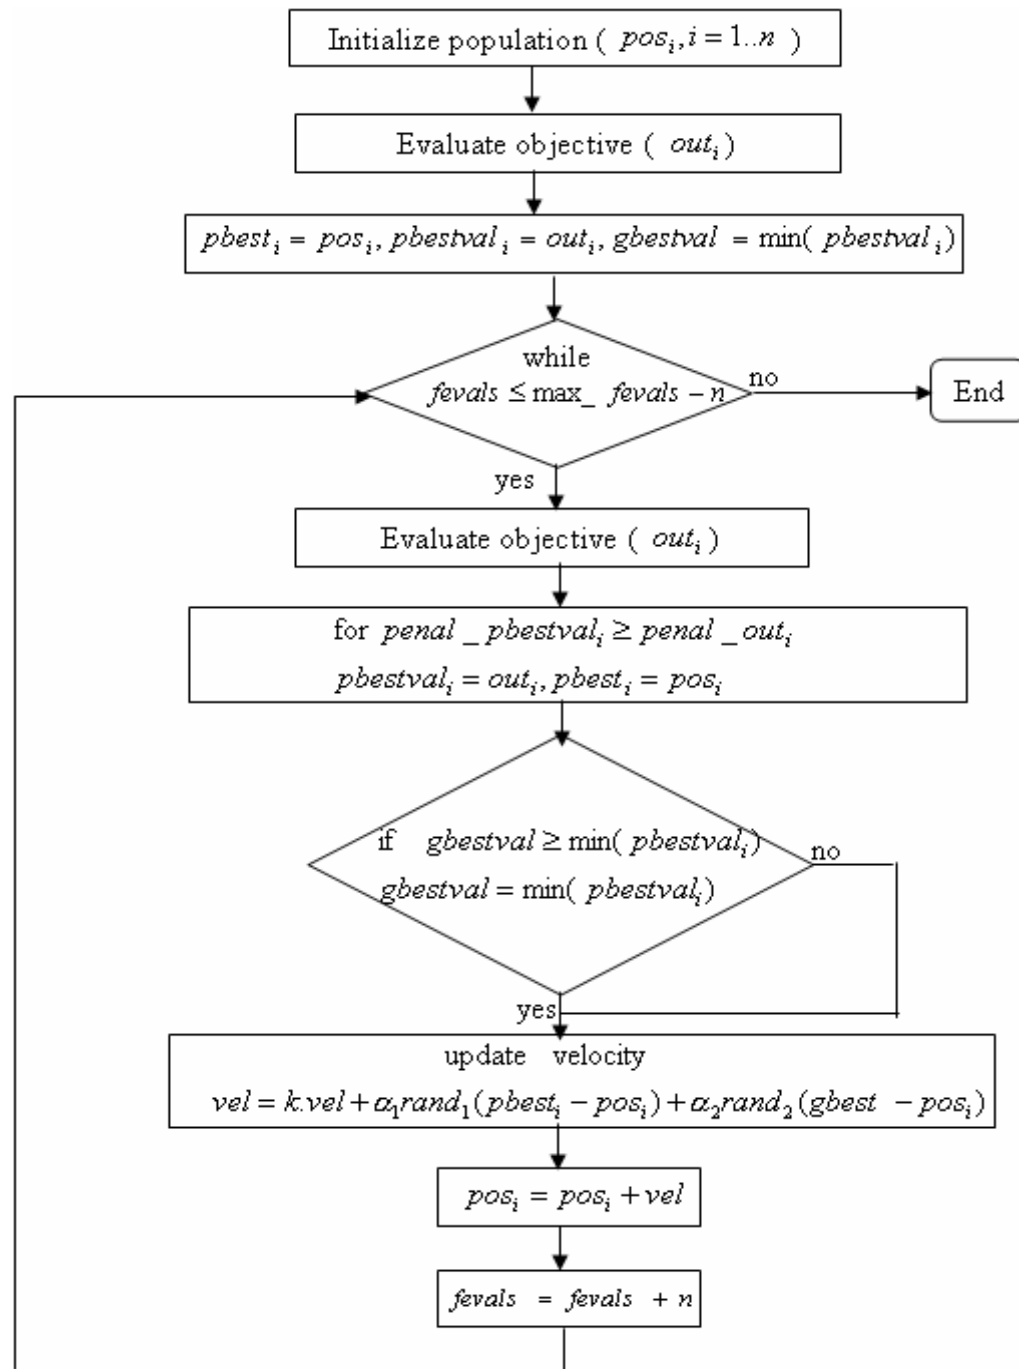 Initialize population ( pos_i, i = 1..n )
Evaluate objective ( out_i )
pbest_i = pos_i, pbestval_i = out_i, gbestval = min( pbestval_i )
while
fevals ≤ max_ fevals − n
no
End
yes
Evaluate objective ( out_i )
for penal _ pbestval_i ≥ penal _ out_i
pbestval_i = out_i, pbest_i = pos_i
if gbestval ≥ min( pbestval_i )
no
gbestval = min( pbestval_i )
yes
update velocity
vel = k.vel + α_1rand_1(pbest_i − pos_i) + α_2rand_2(gbest − pos_i)
pos_i = pos_i + vel
fevals = fevals + n